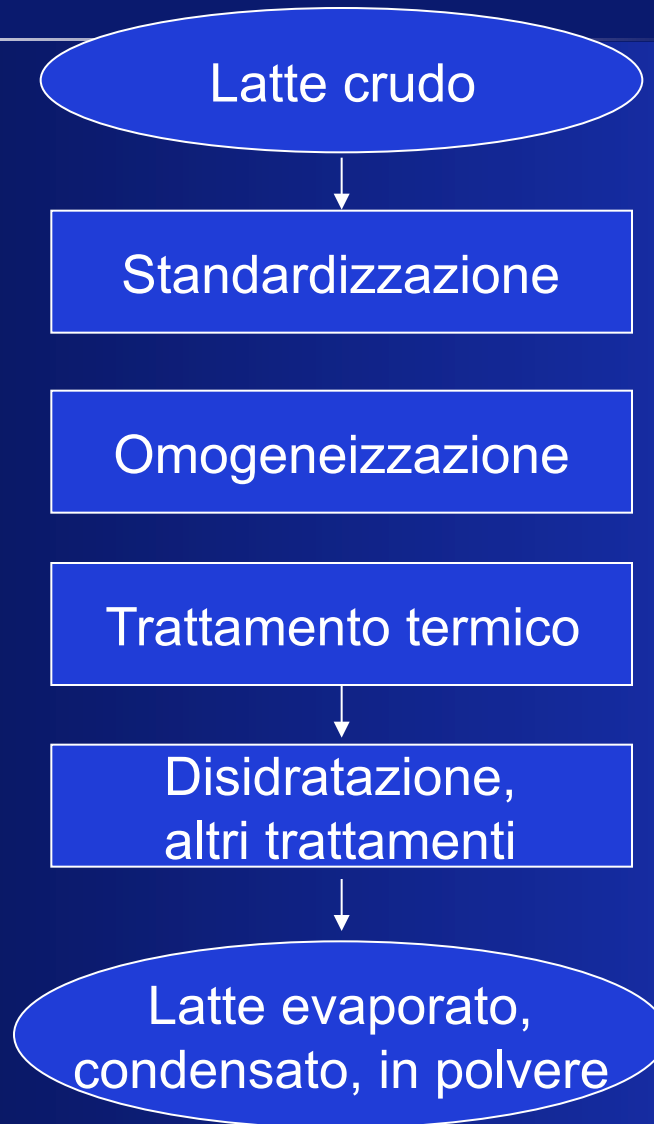 Latte crudo
Standardizzazione
Omogeneizzazione
Trattamento termico
Disidratazione,
altri trattamenti
Latte evaporato,
condensato, in polvere